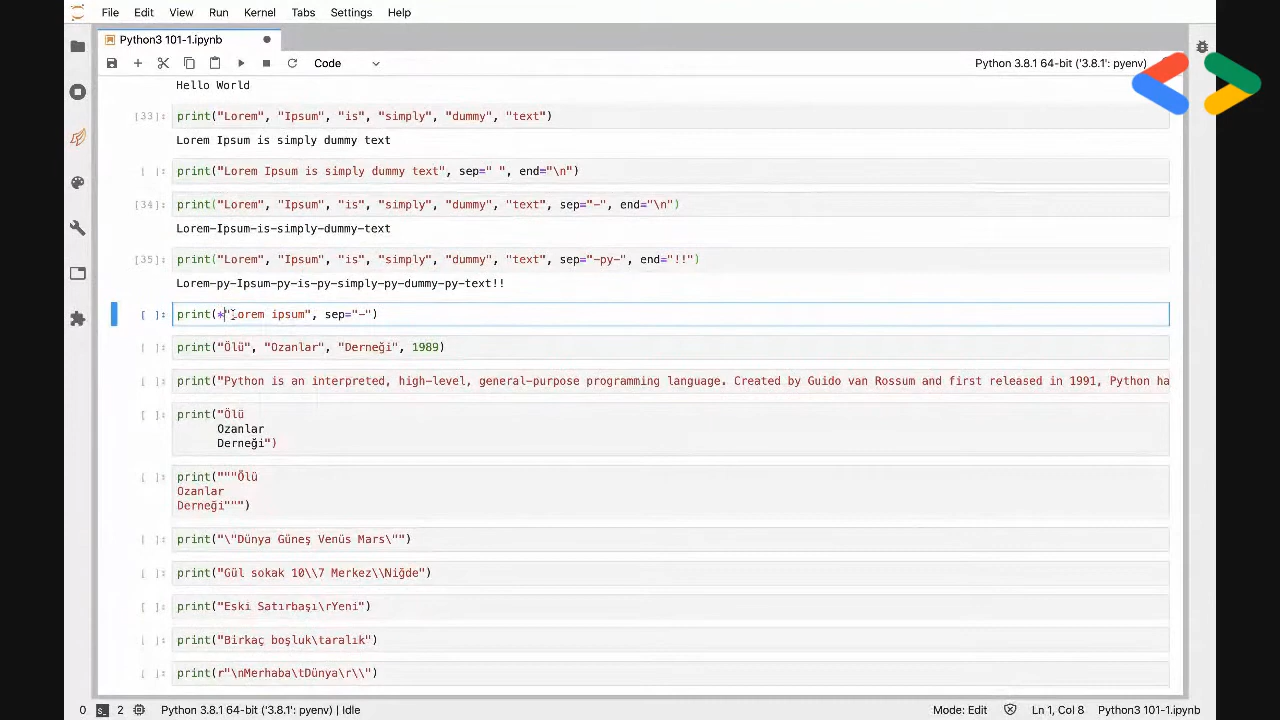 File Edit View Run Kernel Tabs Settings Help
Python3 101-1.ipynb
Code
Python 3.8.1 64-bit ('3.8.1': pyenv)
Hello World
[33]: print("Lorem", "Ipsum", "is", "simply", "dummy", "text")
Lorem Ipsum is simply dummy text
[ ]: print("Lorem Ipsum is simply dummy text", sep=" ", end="\n")
[34]: print("Lorem", "Ipsum", "is", "simply", "dummy", "text", sep="-", end="\n")
Lorem-Ipsum-is-simply-dummy-text
[35]: print("Lorem", "Ipsum", "is", "simply", "dummy", "text", sep="-py-", end="!!")
Lorem-py-Ipsum-py-is-py-simply-py-dummy-py-text!!
[ ]: print(*"Lorem ipsum", sep="-")
[ ]: print("Ölü", "Ozanlar", "Derneği", 1989)
[ ]: print("Python is an interpreted, high-level, general-purpose programming language. Created by Guido van Rossum and first released in 1991, Python ha
[ ]: print("Ölü
Ozanlar
Derneği")
[ ]: print("""Ölü
Ozanlar
Derneği""")
[ ]: print("\"Dünya Güneş Venüs Mars\"")
[ ]: print("Gül sokak 10\\7 Merkez\\Niğde")
[ ]: print("Eski Satırbaşı\rYeni")
[ ]: print("Birkaç boşluk\taralık")
[ ]: print(r"\nMerhaba\tDünya\r\\")
0 2 Python 3.8.1 64-bit ('3.8.1': pyenv) | Idle Mode: Edit Ln 1, Col 8 Python3 101-1.ipynb